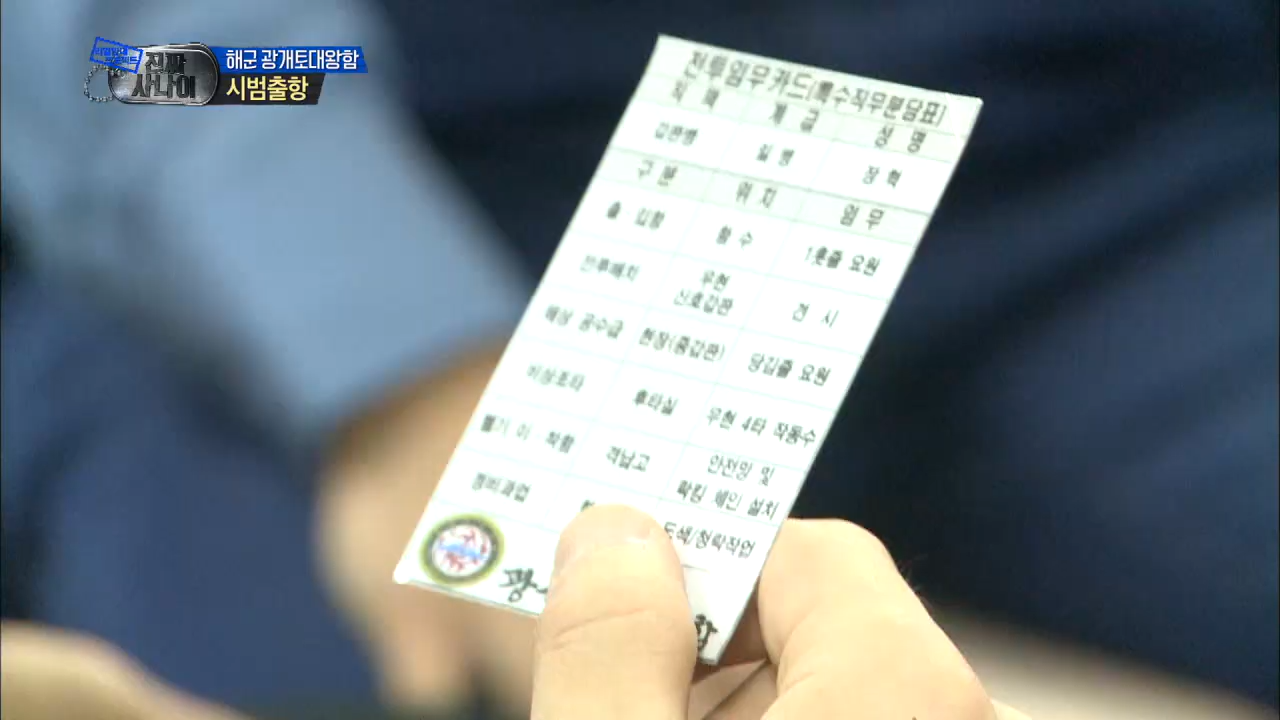 진짜 사나이
해군 광개토대왕함
시범출항
전투임무카드(특수직무분담표)
직 책 계 급 성 명
갑판병 일 병 장 혁
구 분 위 치 임 무
출 입항 함 수 1홋줄 요원
전투배치 우현 신호갑판 견 시
해상 공수급 현장(중갑판) 당김줄 요원
비상조타 후타실 우현 4타 작동수
헬기 이 착함 격납고 안전망 및 락킹 체인 설치
정비과업 도색/청락작업
광 함